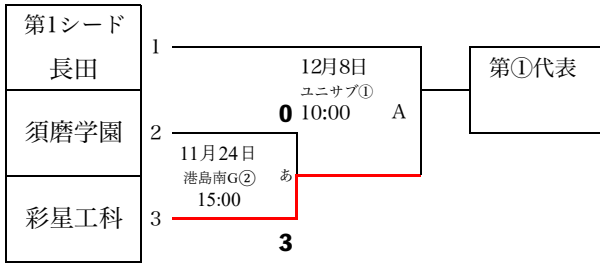 第1シード
長田
1
12月8日
ユニサブ①
10:00
A
第①代表
須磨学園
2
0
11月24日
港島南G②
15:00
あ
彩星工科
3
3